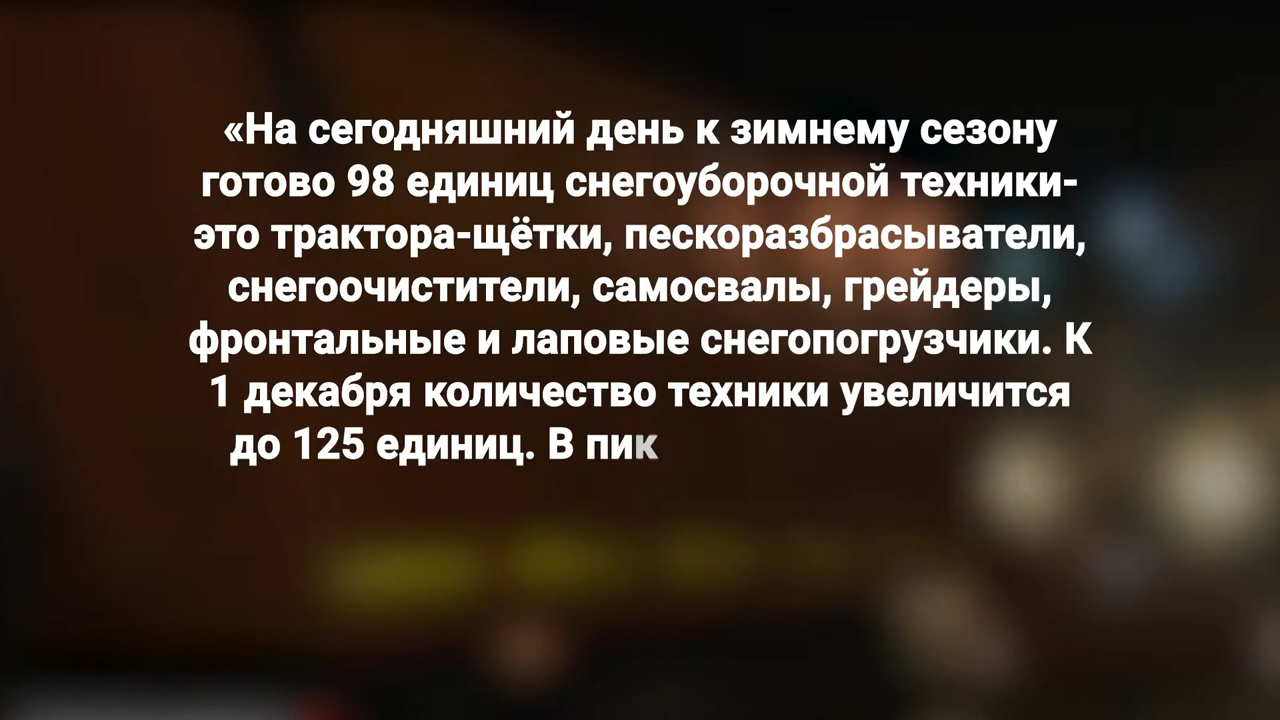 «На сегодняшний день к зимнему сезону
готово 98 единиц снегоуборочной техники-
это трактора-щётки, пескоразбрасыватели,
снегоочистители, самосвалы, грейдеры,
фронтальные и лаповые снегопогрузчики. К
1 декабря количество техники увеличится
до 125 единиц. В пик